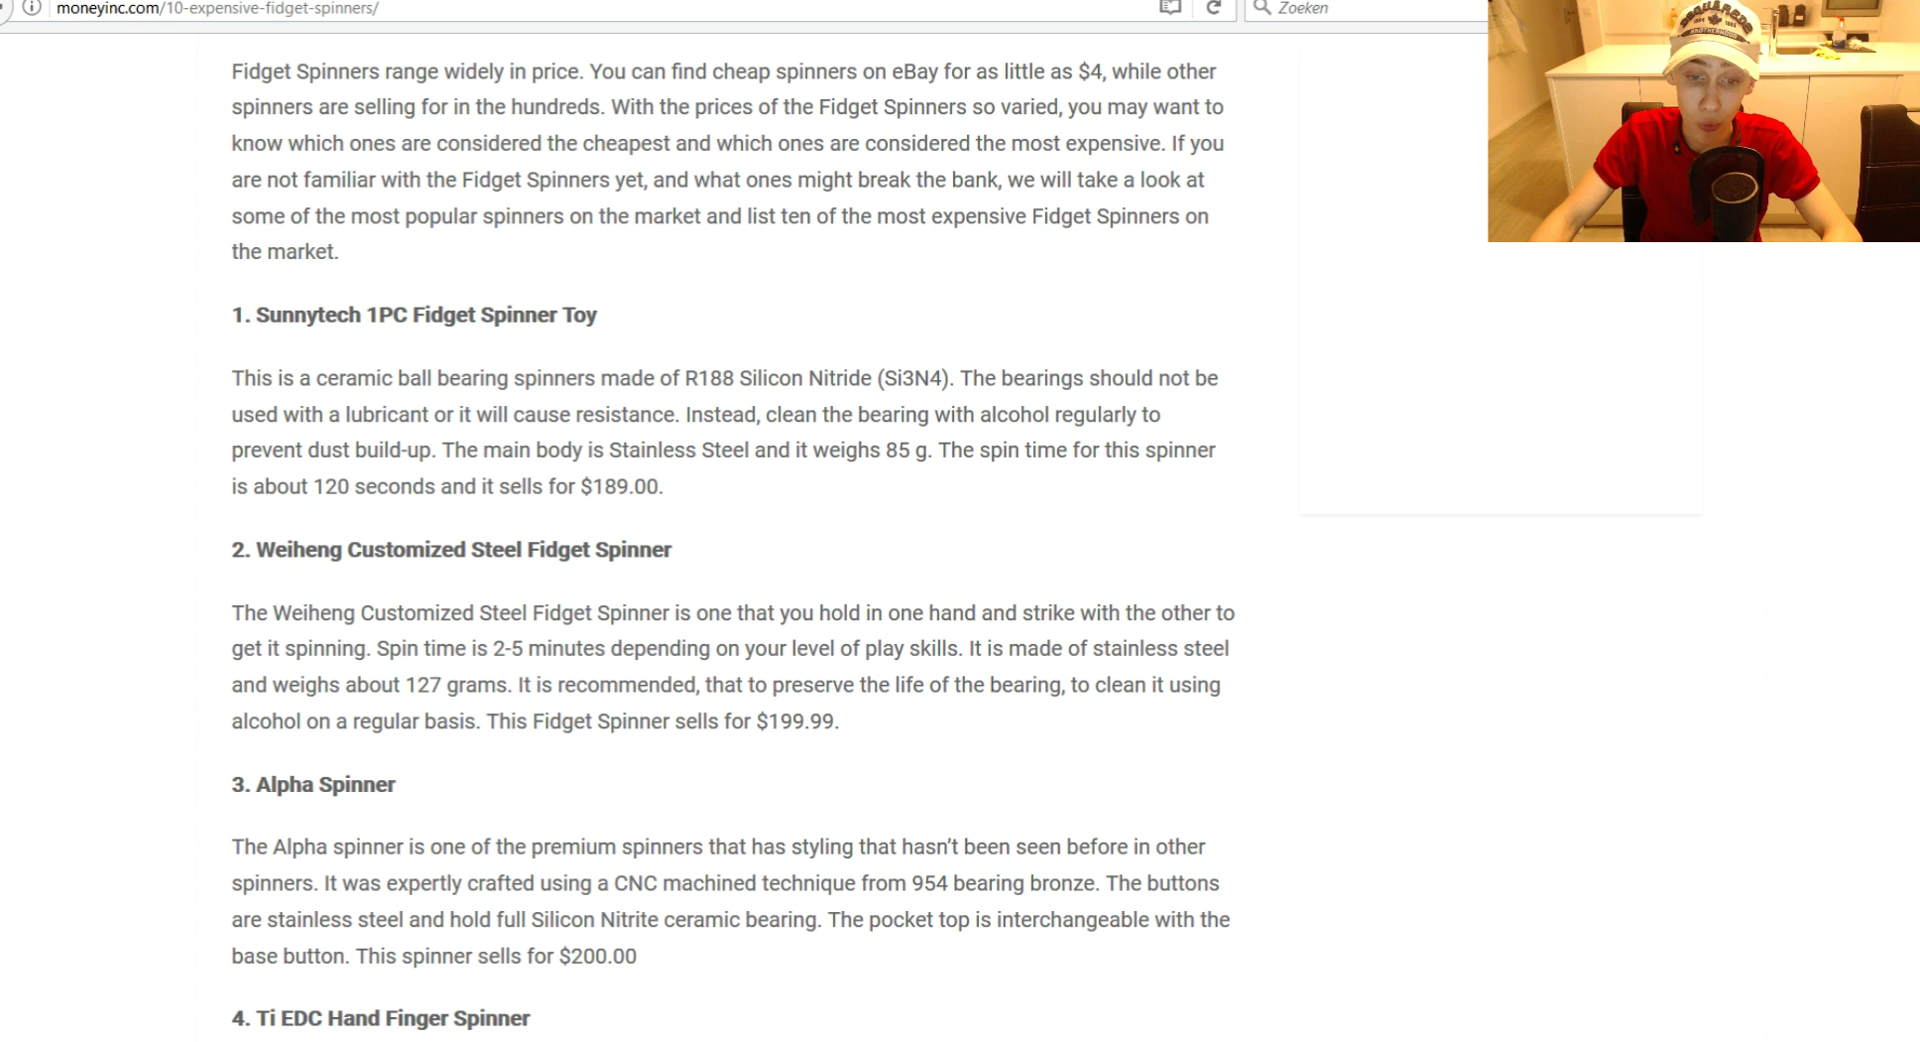 moneyinc.com/10-expensive-fidget-spinners/
Zoeken
Fidget Spinners range widely in price. You can find cheap spinners on eBay for as little as $4, while other
spinners are selling for in the hundreds. With the prices of the Fidget Spinners so varied, you may want to
know which ones are considered the cheapest and which ones are considered the most expensive. If you
are not familiar with the Fidget Spinners yet, and what ones might break the bank, we will take a look at
some of the most popular spinners on the market and list ten of the most expensive Fidget Spinners on
the market.
1. Sunnytech 1PC Fidget Spinner Toy
This is a ceramic ball bearing spinners made of R188 Silicon Nitride (Si3N4). The bearings should not be
used with a lubricant or it will cause resistance. Instead, clean the bearing with alcohol regularly to
prevent dust build-up. The main body is Stainless Steel and it weighs 85 g. The spin time for this spinner
is about 120 seconds and it sells for $189.00.
2. Weiheng Customized Steel Fidget Spinner
The Weiheng Customized Steel Fidget Spinner is one that you hold in one hand and strike with the other to
get it spinning. Spin time is 2-5 minutes depending on your level of play skills. It is made of stainless steel
and weighs about 127 grams. It is recommended, that to preserve the life of the bearing, to clean it using
alcohol on a regular basis. This Fidget Spinner sells for $199.99.
3. Alpha Spinner
The Alpha spinner is one of the premium spinners that has styling that hasn't been seen before in other
spinners. It was expertly crafted using a CNC machined technique from 954 bearing bronze. The buttons
are stainless steel and hold full Silicon Nitrite ceramic bearing. The pocket top is interchangeable with the
base button. This spinner sells for $200.00
4. Ti EDC Hand Finger Spinner